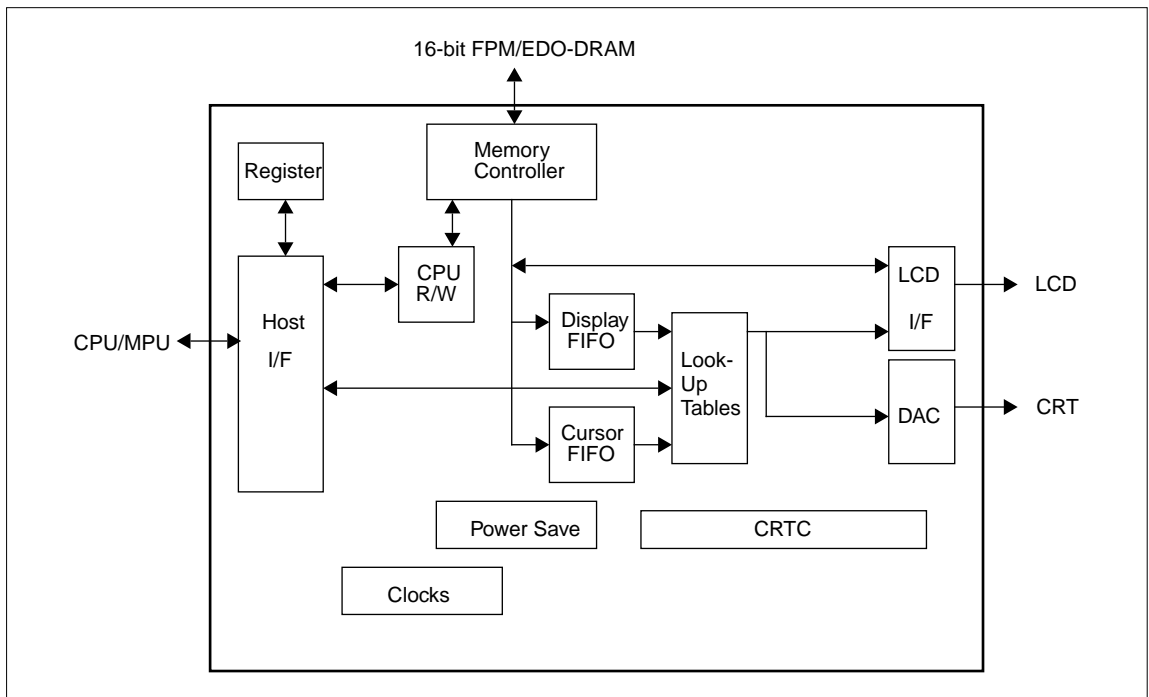 16-bit FPM/EDO-DRAM
Memory
Controller
Register
CPU
R/W
LCD
I/F
LCD
Host
I/F
CPU/MPU
Display
FIFO
Look-
Up
Tables
DAC
CRT
Cursor
FIFO
Power Save
CRTC
Clocks